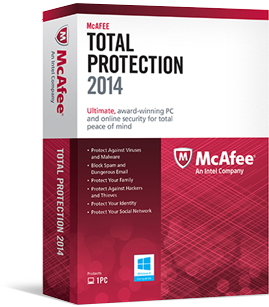 McAfee
An Intel Company
TOTAL PROTECTION 2014
McAFEE
TOTAL
PROTECTION
2014
Ultimate, award-winning PC
and online security for total
peace of mind
• Protect Against Viruses
and Malware
• Block Spam and
Dangerous Email
• Protect Your Family
• Protect Against Hackers
and Thieves
• Protect Your Identity
• Protect Your Social Network
McAfee
An Intel Company
Protects
1PC
Windows